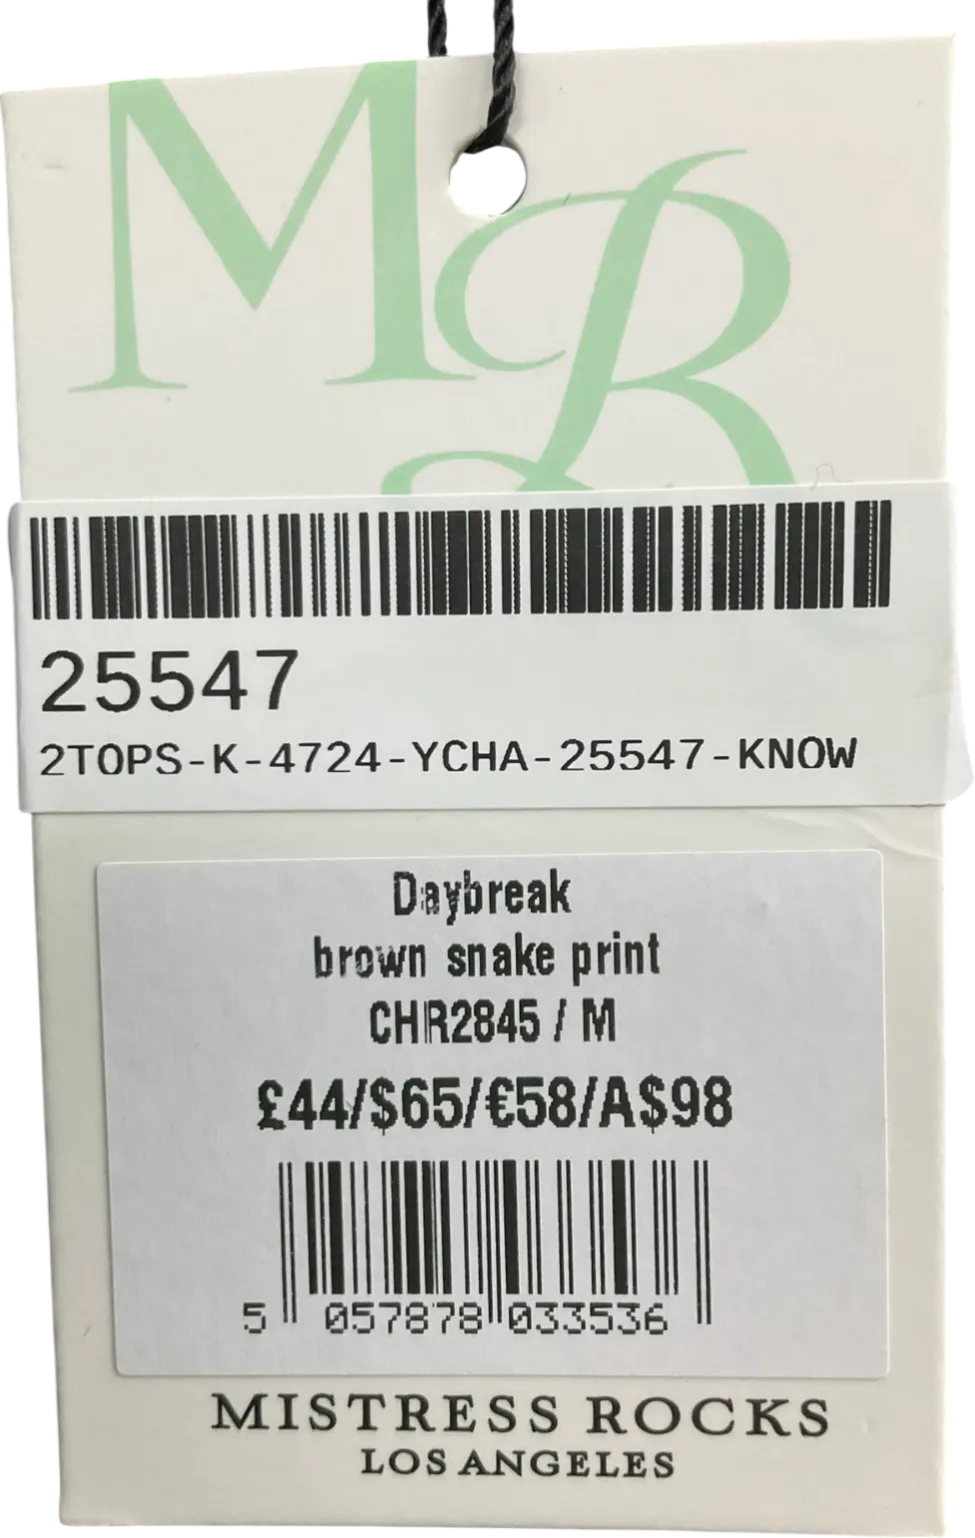 MR
25547
2TOPS-K-4724-YCHA-25547-KNOW
Daybreak
brown snake print
CHR2845 / M
£44/$65/€58/A$98
5 057878 033536
MISTRESS ROCKS
LOS ANGELES